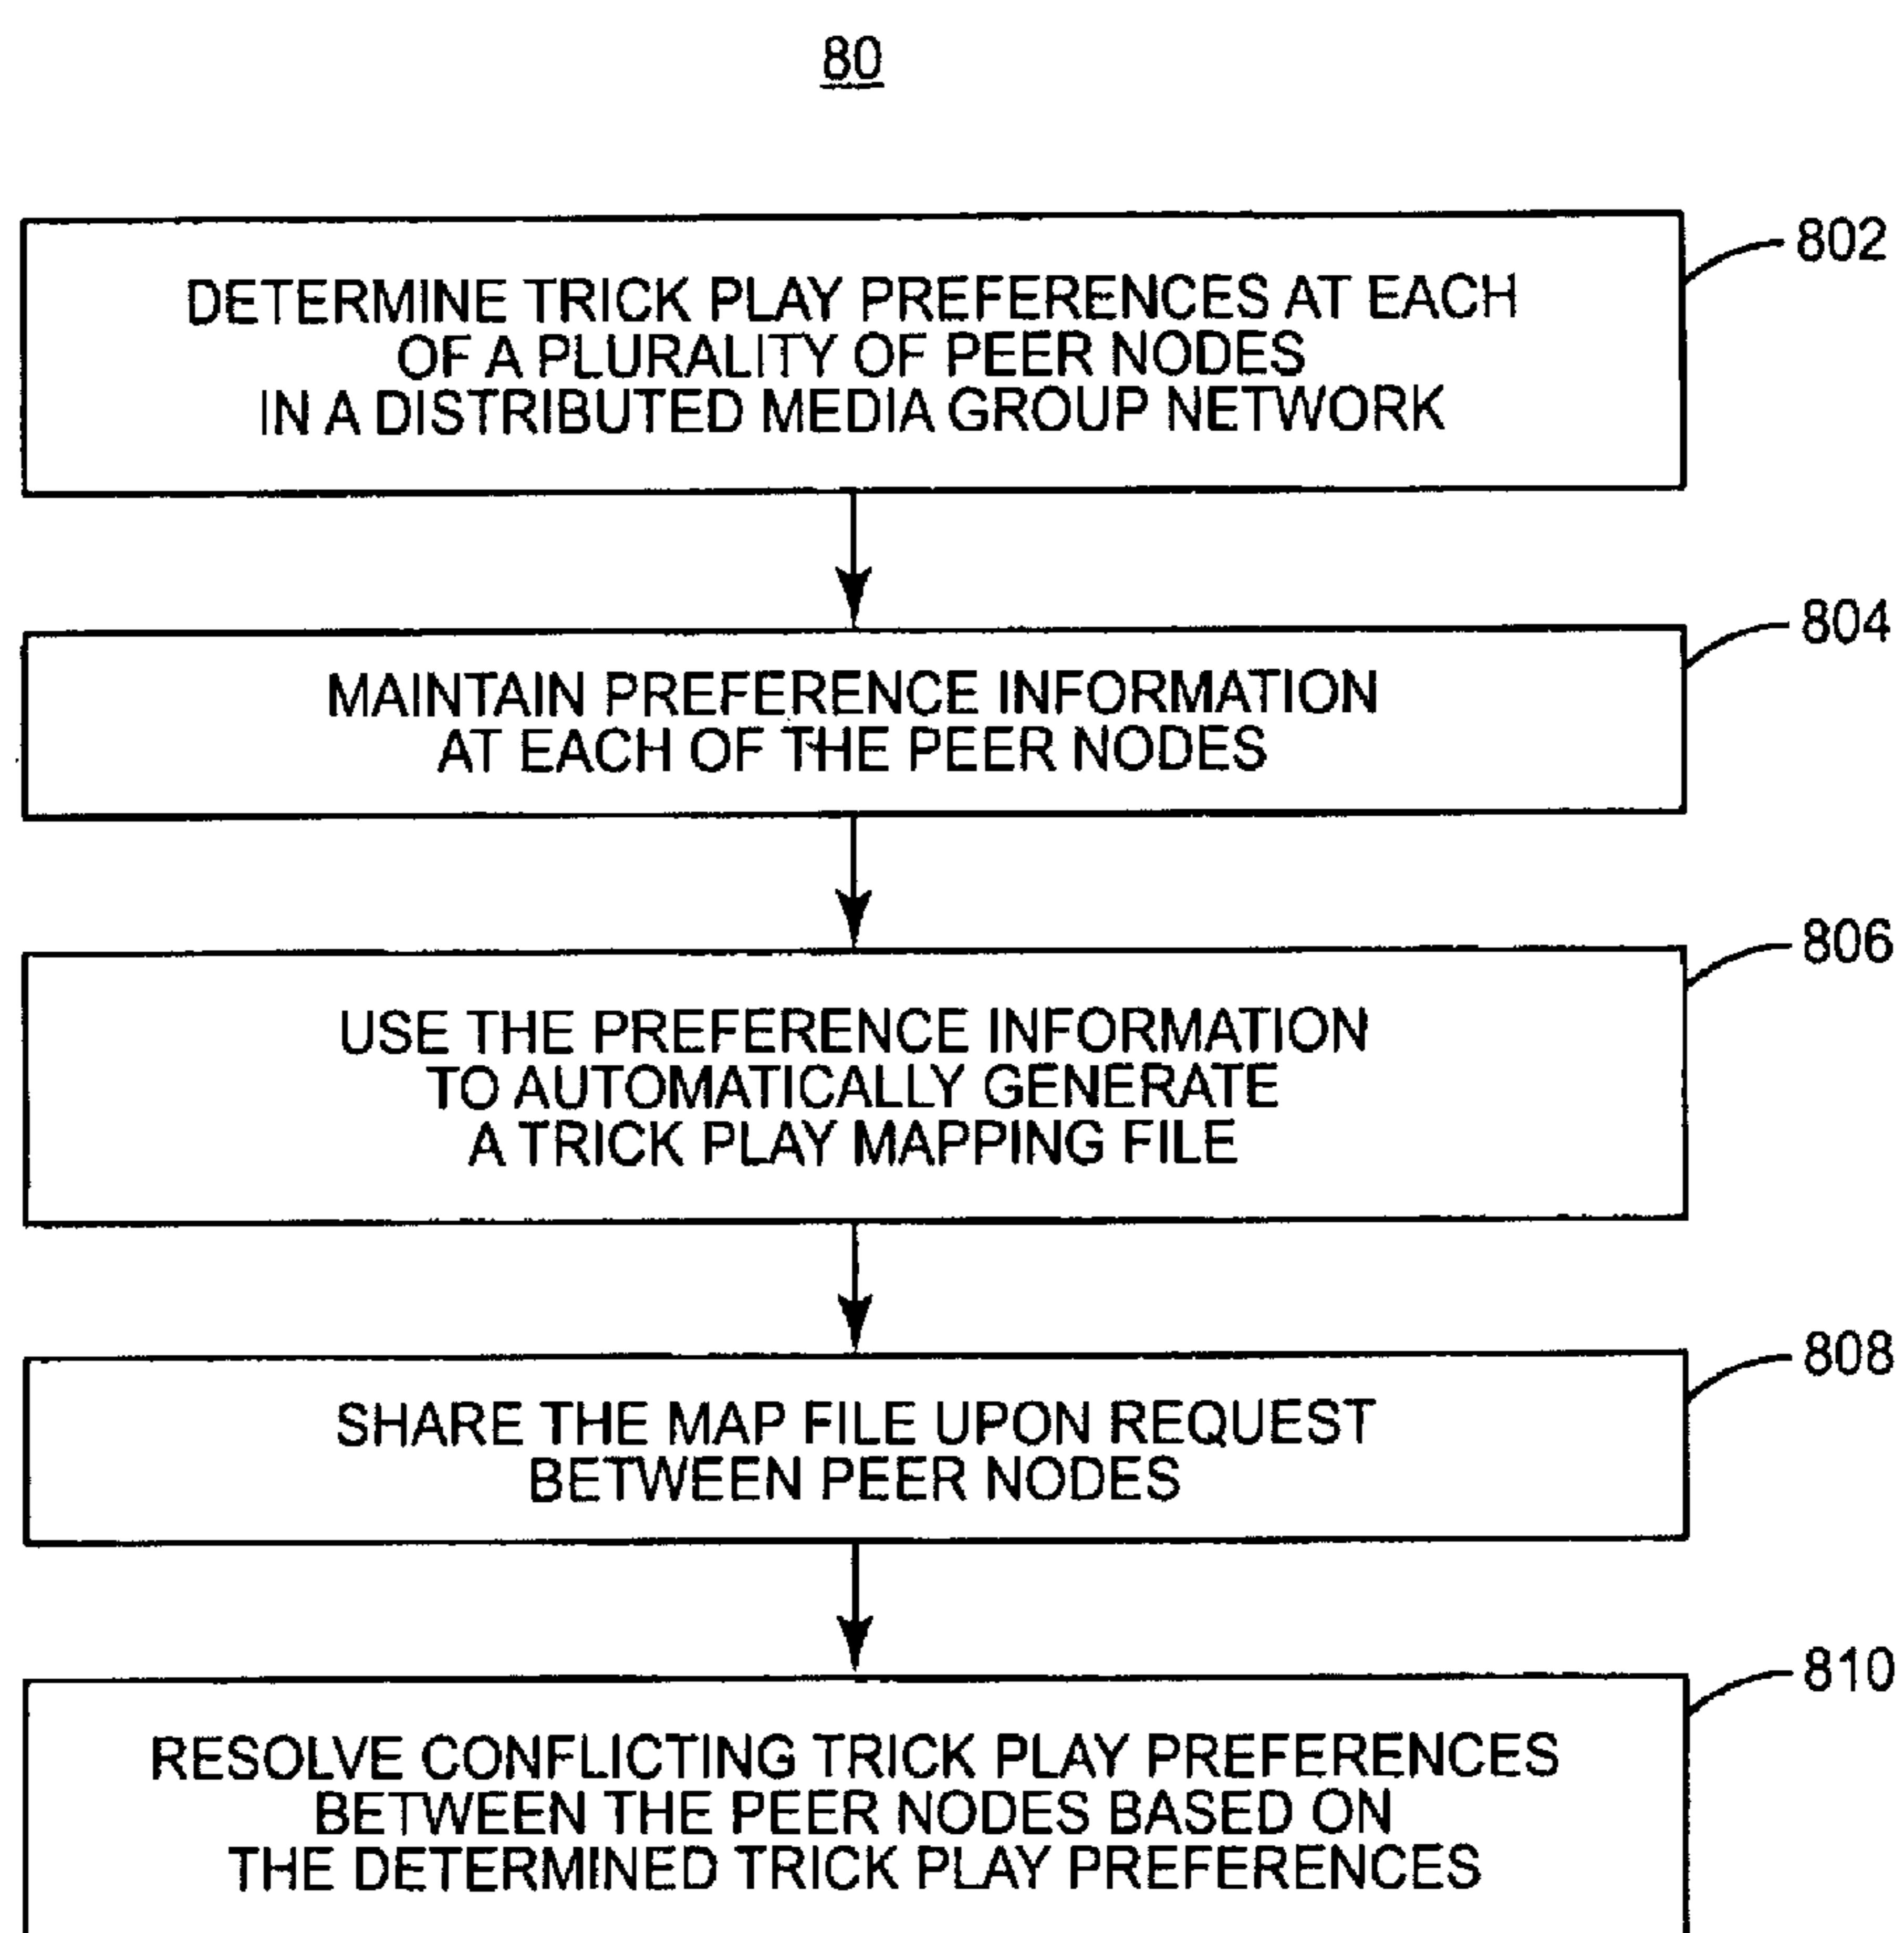 80
802
DETERMINE TRICK PLAY PREFERENCES AT EACH
OF A PLURALITY OF PEER NODES
IN A DISTRIBUTED MEDIA GROUP NETWORK
804
MAINTAIN PREFERENCE INFORMATION
AT EACH OF THE PEER NODES
806
USE THE PREFERENCE INFORMATION
TO AUTOMATICALLY GENERATE
A TRICK PLAY MAPPING FILE
808
SHARE THE MAP FILE UPON REQUEST
BETWEEN PEER NODES
810
RESOLVE CONFLICTING TRICK PLAY PREFERENCES
BETWEEN THE PEER NODES BASED ON
THE DETERMINED TRICK PLAY PREFERENCES